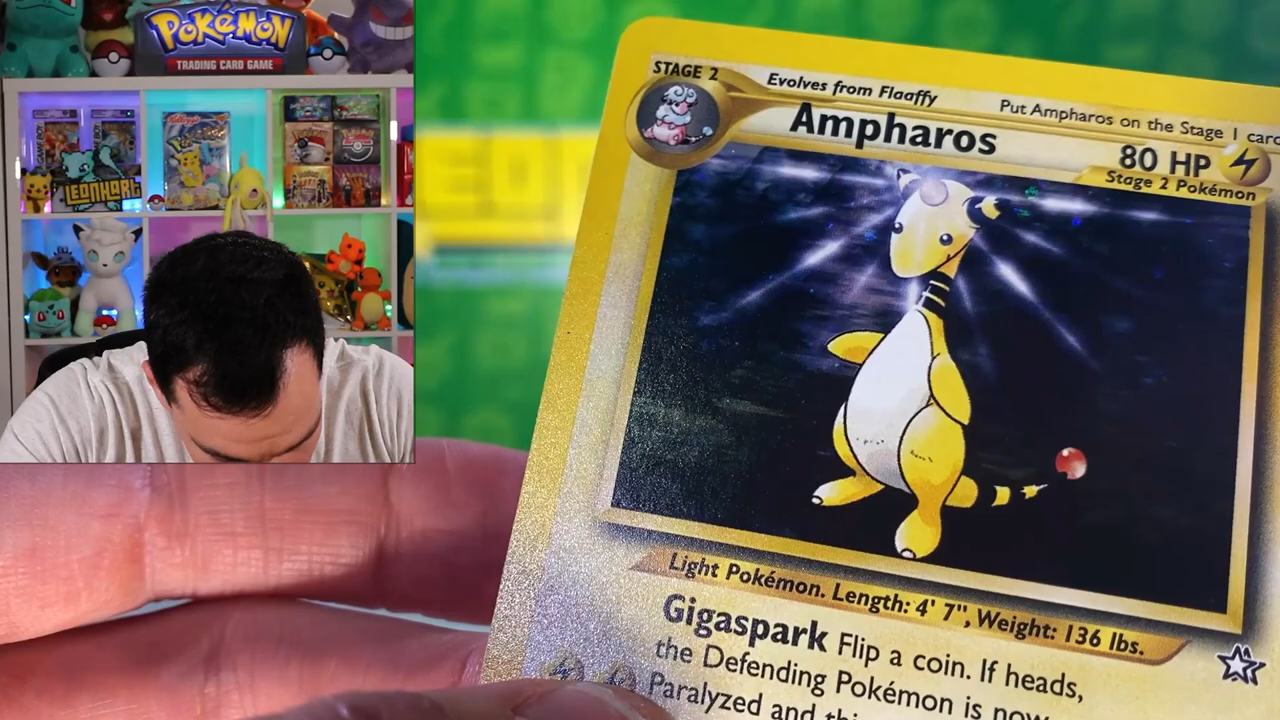 POKÉMON
TRADING CARD GAME
Kellogg's
LEONHART
STAGE 2
Evolves from Flaaffy
Put Ampharos on the Stage 1 card
Ampharos
80 HP
Stage 2 Pokémon
Light Pokémon. Length: 4' 7", Weight: 136 lbs.
Gigaspark Flip a coin. If heads,
the Defending Pokémon is now
Paralyzed and